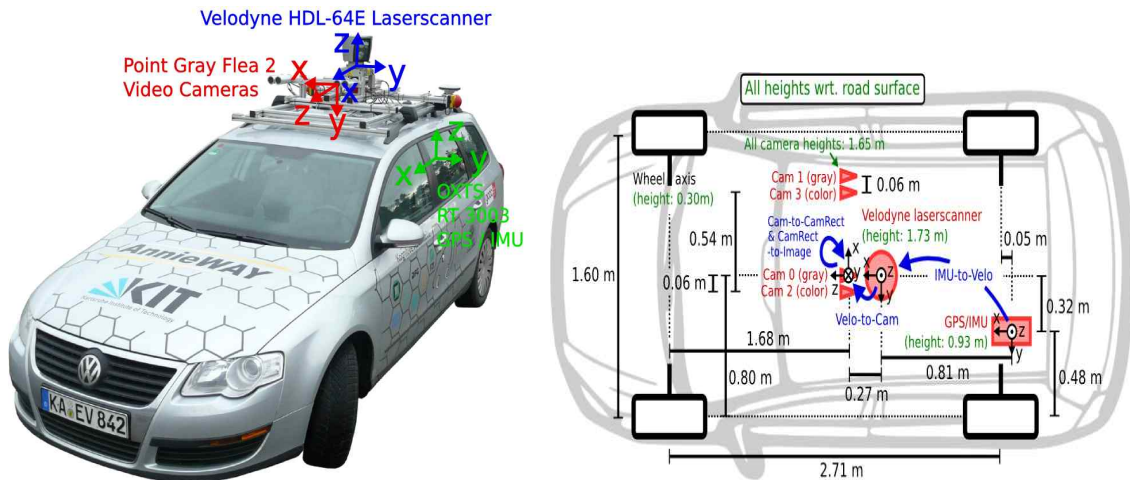 Velodyne HDL-64E Laserscanner
Point Gray Flea 2
Video Cameras
z
y
x
x
z
y
z
y
x
OXTS
RT 3003
GPS / IMU
AnnieWAY
KIT
Karlsruhe Institute of Technology
KA EV 842
All heights wrt. road surface
All camera heights: 1.65 m
Wheel axis
(height: 0.30m)
Cam 1 (gray)
Cam 3 (color)
0.06 m
Cam-to-CamRect
& CamRect
-to-Image
Velodyne laserscanner
(height: 1.73 m)
0.54 m
0.05 m
1.60 m
0.06 m
Cam 0 (gray)
Cam 2 (color)
x
y
z
x
z
y
IMU-to-Velo
Velo-to-Cam
0.32 m
GPS/IMU
(height: 0.93 m)
x
z
y
1.68 m
0.80 m
0.81 m
0.27 m
0.48 m
2.71 m